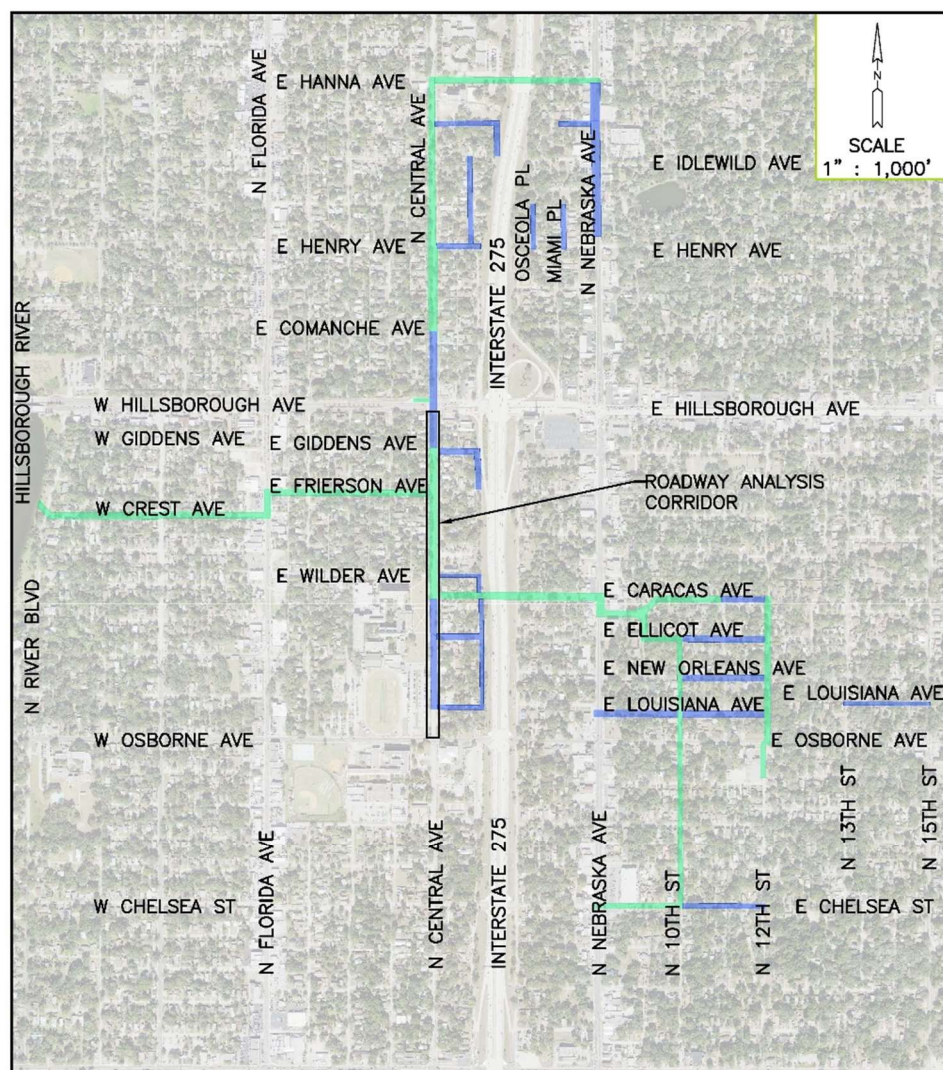 N
SCALE
1" : 1,000'
N FLORIDA AVE
E HANNA AVE
N CENTRAL AVE
OSCEOLA PL
MIAMI PL
N NEBRASKA AVE
E IDLEWILD AVE
E HENRY AVE
E HENRY AVE
INTERSTATE 275
E COMANCHE AVE
HILLSBOROUGH RIVER
W HILLSBOROUGH AVE
E HILLSBOROUGH AVE
W GIDDENS AVE
E GIDDENS AVE
E FRIERSON AVE
W CREST AVE
ROADWAY ANALYSIS
CORRIDOR
E WILDER AVE
E CARACAS AVE
E ELLICOT AVE
E NEW ORLEANS AVE
E LOUISIANA AVE
E LOUISIANA AVE
N RIVER BLVD
W OSBORNE AVE
E OSBORNE AVE
N 13TH ST
N 15TH ST
N FLORIDA AVE
N CENTRAL AVE
INTERSTATE 275
N NEBRASKA AVE
N 10TH ST
N 12TH ST
W CHELSEA ST
E CHELSEA ST